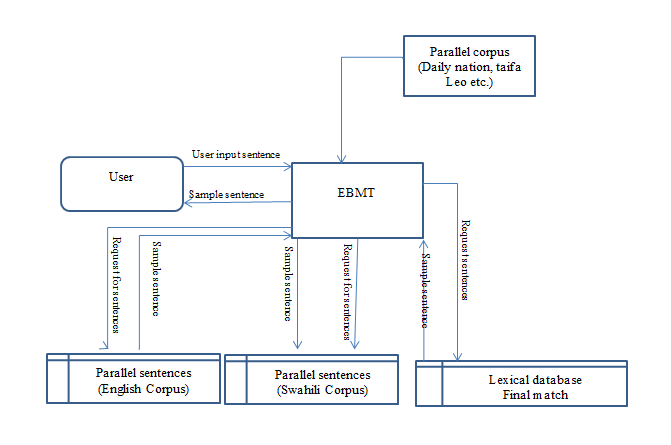 Parallel corpus
(Daily nation, taifa
Leo etc.)
User input sentence
User
EBMT
Sample sentence
Request for sentences
Sample sentence
Sample sentence
Request for sentences
Sample sentence
Request sentences
Parallel sentences
(English Corpus)
Parallel sentences
(Swahili Corpus)
Lexical database
Final match